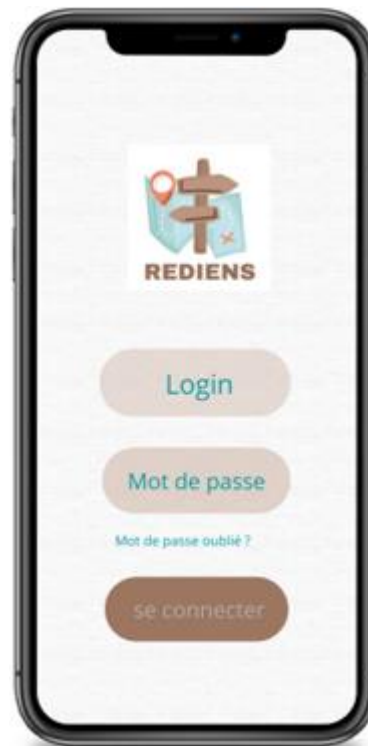 REDIENS
Login
Mot de passe
Mot de passe oublié ?
se connecter